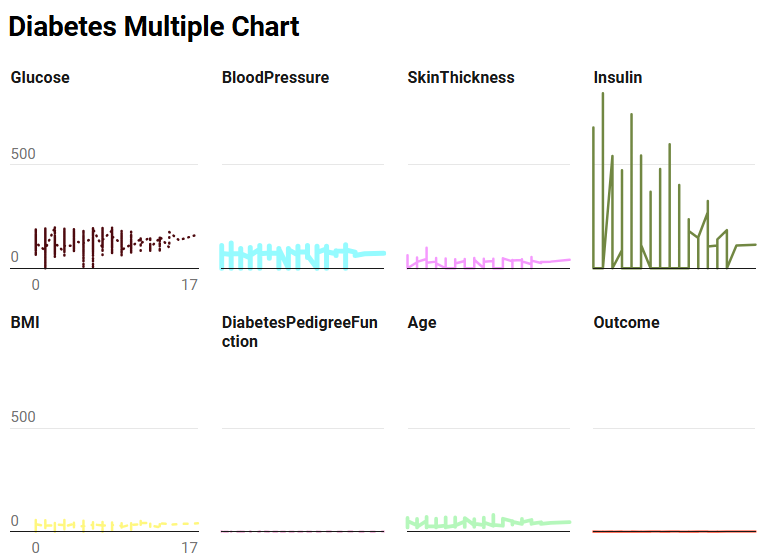 Diabetes Multiple Chart
Glucose
BloodPressure
SkinThickness
Insulin
500
0
0
17
BMI
DiabetesPedigreeFun
ction
Age
Outcome
500
0
0
17